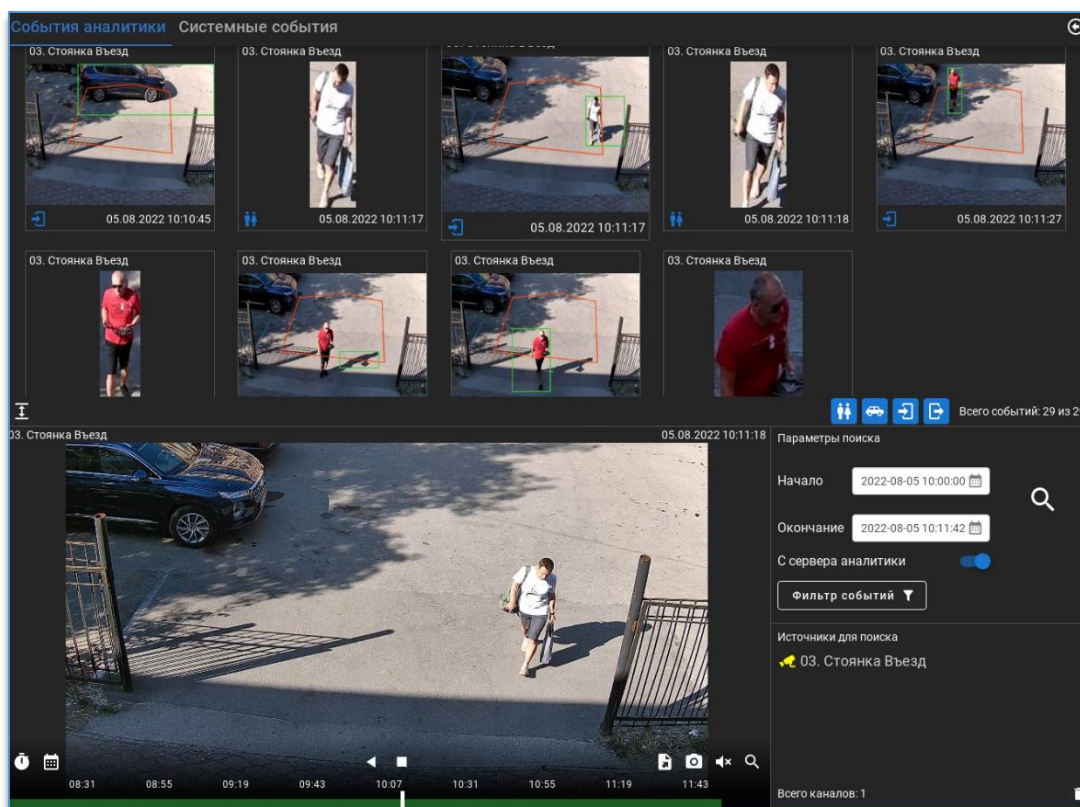 События аналитики Системные события
03. Стоянка Въезд
03. Стоянка Въезд
03. Стоянка Въезд
03. Стоянка Въезд
03. Стоянка Въезд
05.08.2022 10:10:45
05.08.2022 10:11:17
05.08.2022 10:11:17
05.08.2022 10:11:18
05.08.2022 10:11:27
03. Стоянка Въезд
03. Стоянка Въезд
03. Стоянка Въезд
03. Стоянка Въезд
Всего событий: 29 из 29
03. Стоянка Въезд
05.08.2022 10:11:18
Параметры поиска
Начало 2022-08-05 10:00:00
Окончание 2022-08-05 10:11:42
С сервера аналитики
Фильтр событий
Источники для поиска
03. Стоянка Въезд
08:31 08:55 09:19 09:43 10:07 10:31 10:55 11:19 11:43
Всего каналов: 1